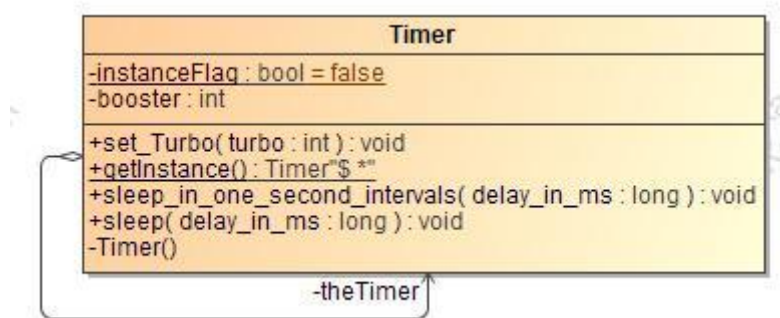 Timer
-instanceFlag : bool = false
-booster : int
+set_Turbo( turbo : int ) : void
+getInstance() : Timer"$ *"
+sleep_in_one_second_intervals( delay_in_ms : long ) : void
+sleep( delay_in_ms : long ) : void
-Timer()
-theTimer